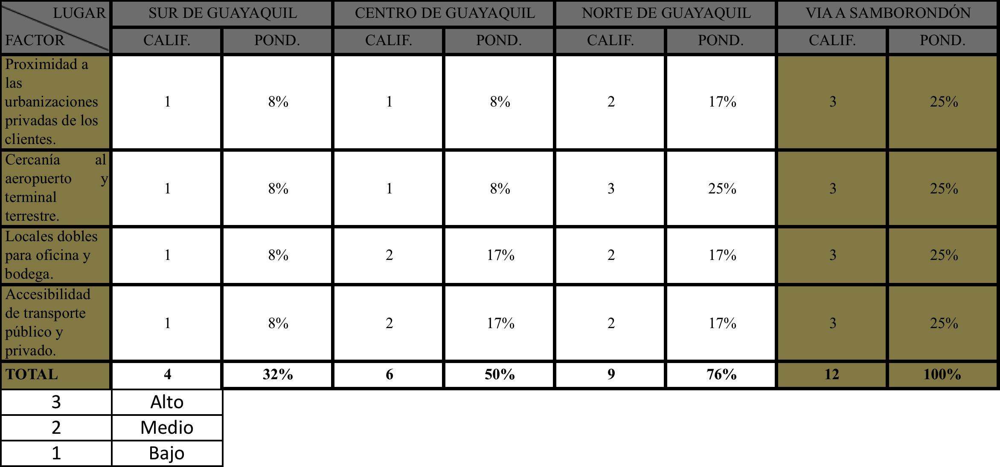 LUGAR SUR DE GUAYAQUIL CENTRO DE GUAYAQUIL NORTE DE GUAYAQUIL VIA A SAMBORONDÓN
FACTOR CALIF. POND. CALIF. POND. CALIF. POND. CALIF. POND.
Proximidad a
las
urbanizaciones 1 8% 1 8% 2 17% 3 25%
privadas de los
clientes.
Cercanía al
aeropuerto y
1 8% 1 8% 3 25% 3 25%
terminal
terrestre.
Locales dobles
para oficina y 1 8% 2 17% 2 17% 3 25%
bodega.
Accesibilidad
de transporte
1 8% 2 17% 2 17% 3 25%
público y
privado.
TOTAL 4 32% 6 50% 9 76% 12 100%
3 Alto
2 Medio
1 Bajo